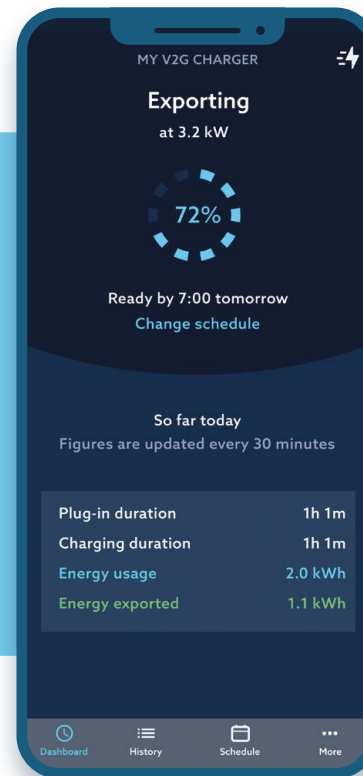 MY V2G CHARGER
Exporting
at 3.2 kW
72%
Ready by 7:00 tomorrow
Change schedule
So far today
Figures are updated every 30 minutes
Plug-in duration 1h 1m
Charging duration 1h 1m
Energy usage 2.0 kWh
Energy exported 1.1 kWh
Dashboard History Schedule More